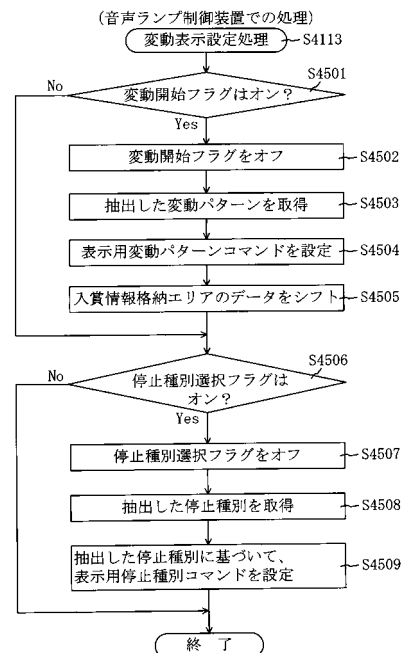 (音声ランプ制御装置での処理)
変動表示設定処理 S4113
S4501
No 変動開始フラグはオン?
Yes
変動開始フラグをオフ S4502
抽出した変動パターンを取得 S4503
表示用変動パターンコマンドを設定 S4504
入賞情報格納エリアのデータをシフト S4505
S4506
No 停止種別選択フラグは
オン?
Yes
停止種別選択フラグをオフ S4507
抽出した停止種別を取得 S4508
抽出した停止種別に基づいて、
表示用停止種別コマンドを設定 S4509
終 了